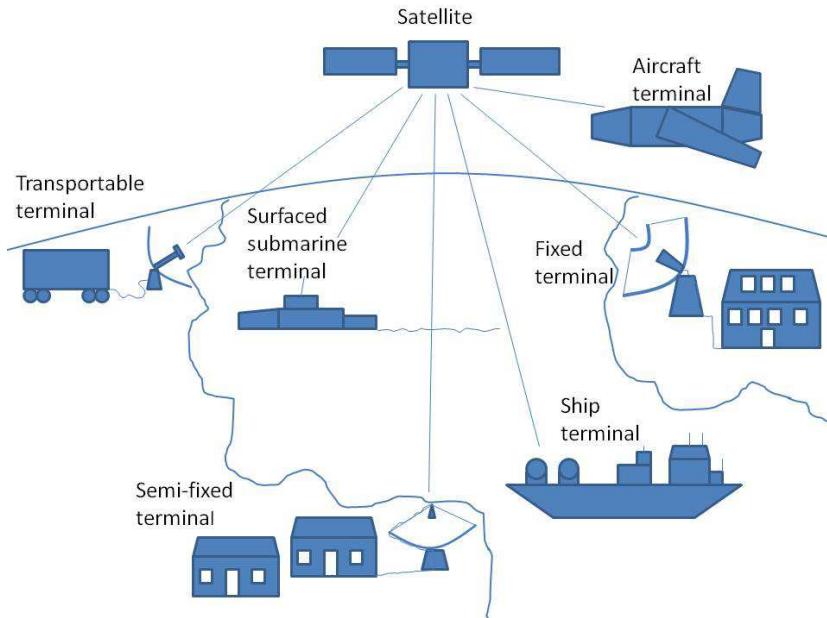 Satellite
Aircraft
terminal
Transportable
terminal
Surfaced
submarine
terminal
Fixed
terminal
Ship
terminal
Semi-fixed
terminal